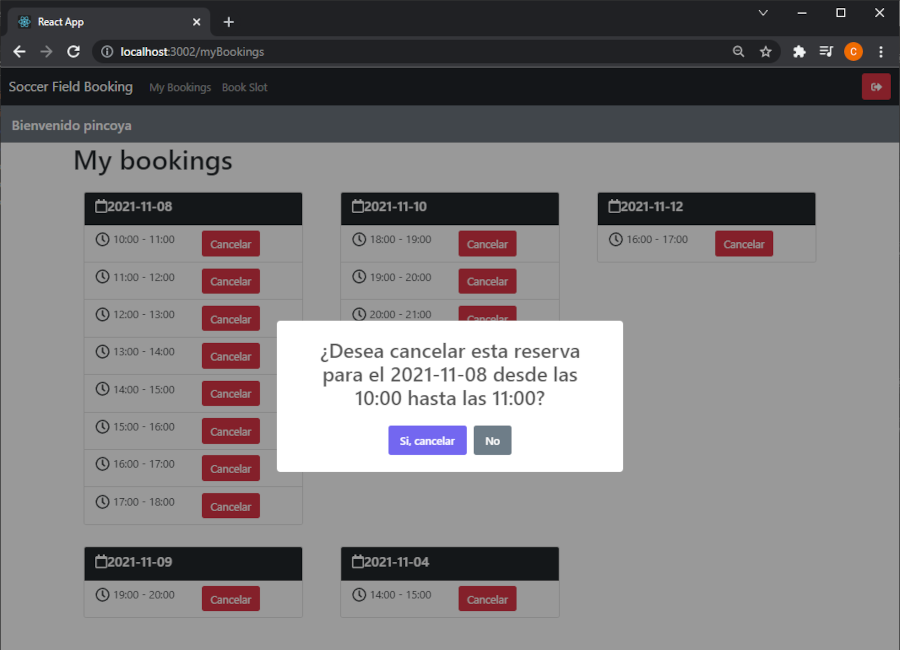 React App
localhost:3002/myBookings
C
Soccer Field Booking My Bookings Book Slot
Bienvenido pincoya
My bookings
2021-11-08
10:00 - 11:00 Cancelar
11:00 - 12:00 Cancelar
12:00 - 13:00 Cancelar
13:00 - 14:00 Cancelar
14:00 - 15:00 Cancelar
15:00 - 16:00 Cancelar
16:00 - 17:00 Cancelar
17:00 - 18:00 Cancelar
2021-11-10
18:00 - 19:00 Cancelar
19:00 - 20:00 Cancelar
20:00 - 21:00 Cancelar
2021-11-12
16:00 - 17:00 Cancelar
¿Desea cancelar esta reserva
para el 2021-11-08 desde las
10:00 hasta las 11:00?
Si, cancelar No
2021-11-09
19:00 - 20:00 Cancelar
2021-11-04
14:00 - 15:00 Cancelar